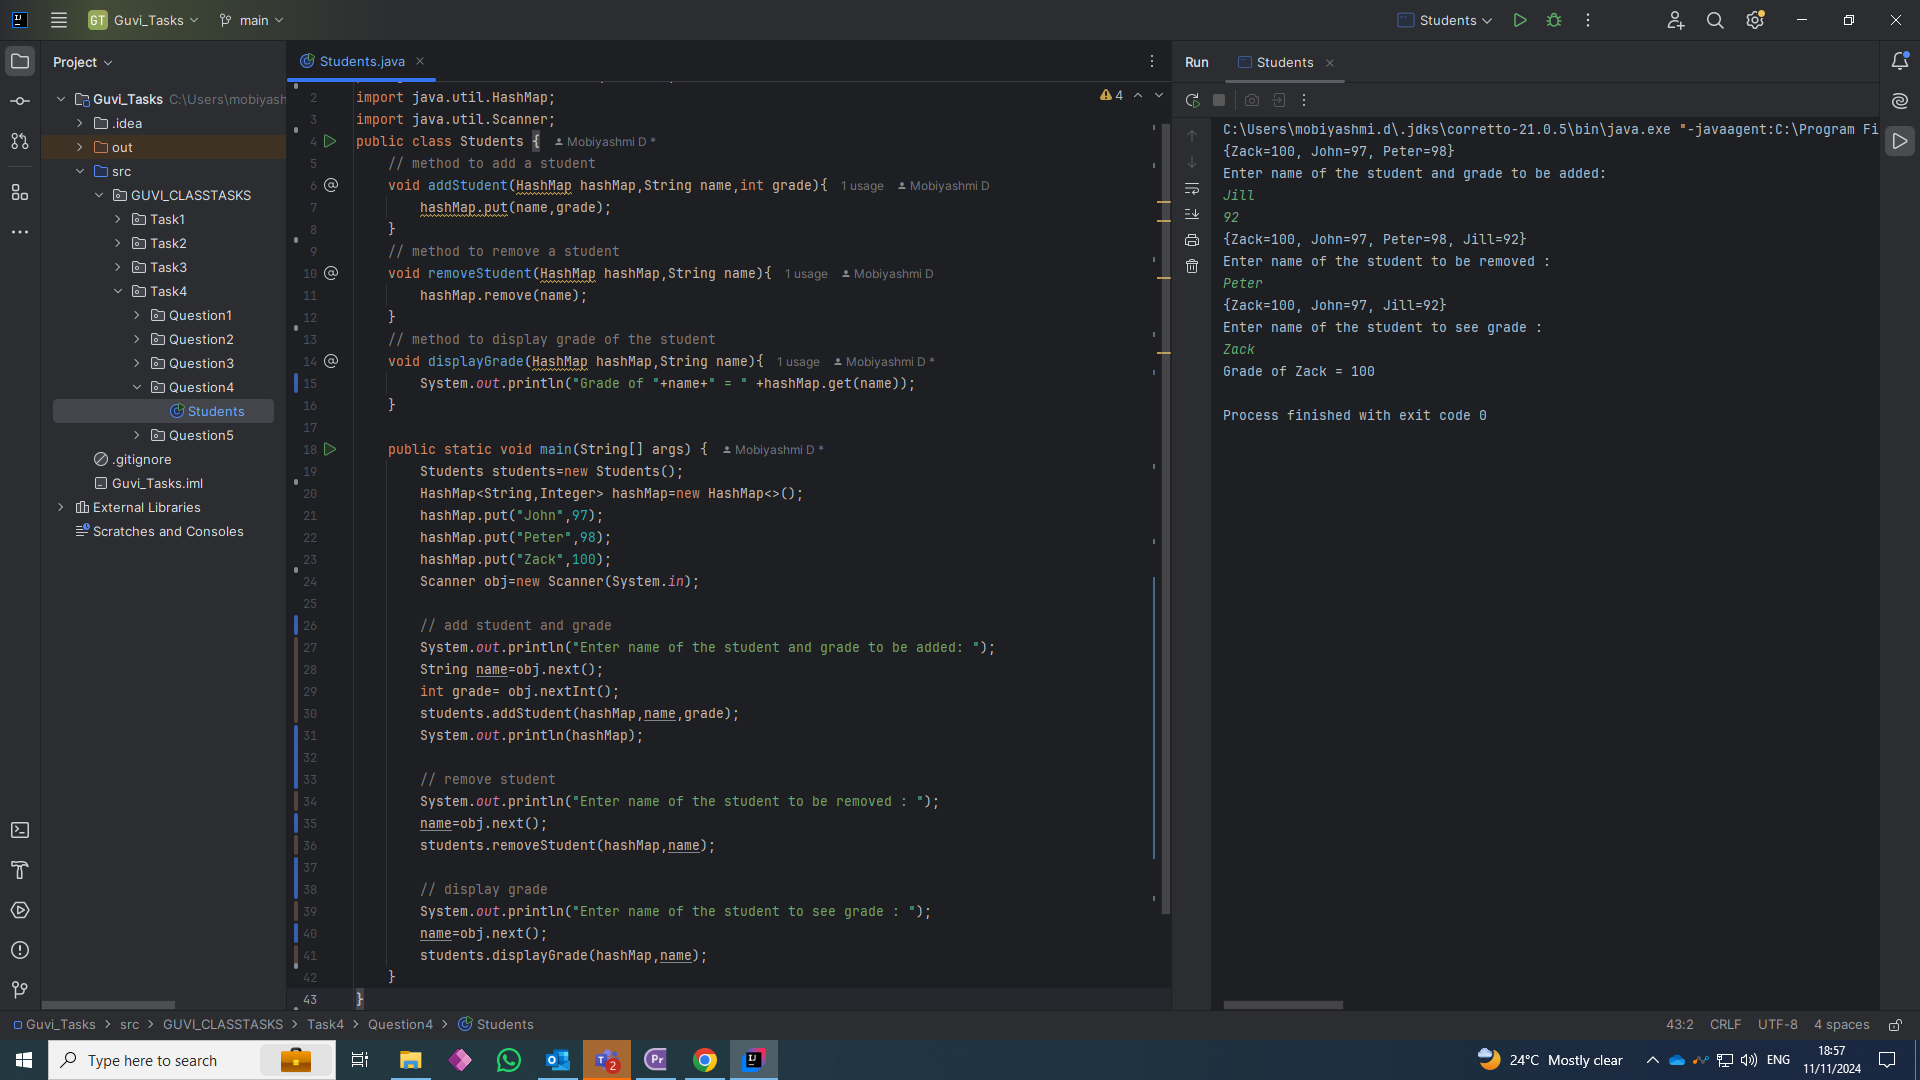 GT Guvi_Tasks main Students
Project
Guvi_Tasks C:\Users\mobiyash
.idea
out
src
GUVI_CLASSTASKS
Task1
Task2
Task3
Task4
Question1
Question2
Question3
Question4
Students
Question5
.gitignore
Guvi_Tasks.iml
External Libraries
Scratches and Consoles
Students.java
4
2 import java.util.HashMap;
3 import java.util.Scanner;
4 public class Students { Mobiyashmi D *
5 // method to add a student
6 void addStudent(HashMap hashMap,String name,int grade){ 1 usage Mobiyashmi D
7 hashMap.put(name,grade);
8 }
9 // method to remove a student
10 void removeStudent(HashMap hashMap,String name){ 1 usage Mobiyashmi D
11 hashMap.remove(name);
12 }
13 // method to display grade of the student
14 void displayGrade(HashMap hashMap,String name){ 1 usage Mobiyashmi D *
15 System.out.println("Grade of "+name+" = " +hashMap.get(name));
16 }
17
18 public static void main(String[] args) { Mobiyashmi D *
19 Students students=new Students();
20 HashMap<String,Integer> hashMap=new HashMap<>();
21 hashMap.put("John",97);
22 hashMap.put("Peter",98);
23 hashMap.put("Zack",100);
24 Scanner obj=new Scanner(System.in);
25
26 // add student and grade
27 System.out.println("Enter name of the student and grade to be added: ");
28 String name=obj.next();
29 int grade= obj.nextInt();
30 students.addStudent(hashMap,name,grade);
31 System.out.println(hashMap);
32
33 // remove student
34 System.out.println("Enter name of the student to be removed : ");
35 name=obj.next();
36 students.removeStudent(hashMap,name);
37
38 // display grade
39 System.out.println("Enter name of the student to see grade : ");
40 name=obj.next();
41 students.displayGrade(hashMap,name);
42 }
43 }
Run Students
C:\Users\mobiyashmi.d\.jdks\corretto-21.0.5\bin\java.exe "-javaagent:C:\Program Fi
{Zack=100, John=97, Peter=98}
Enter name of the student and grade to be added:
Jill
92
{Zack=100, John=97, Peter=98, Jill=92}
Enter name of the student to be removed :
Peter
{Zack=100, John=97, Jill=92}
Enter name of the student to see grade :
Zack
Grade of Zack = 100
Process finished with exit code 0
Guvi_Tasks > src > GUVI_CLASSTASKS > Task4 > Question4 > Students
43:2 CRLF UTF-8 4 spaces
Type here to search
2
Pr
24°C Mostly clear
ENG
18:57
11/11/2024